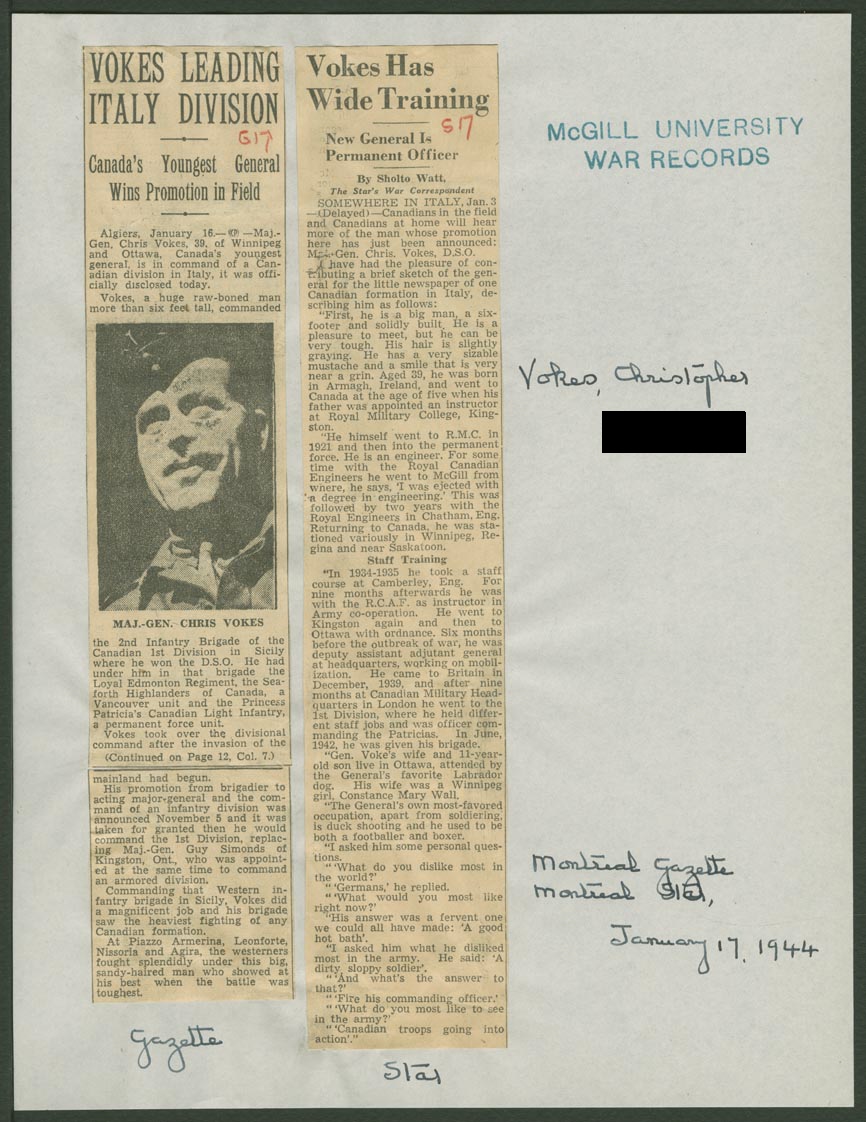 VOKES LEADING
ITALY DIVISION
G17
Canada's Youngest General
Wins Promotion in Field
Algiers, January 16.—(CP)—Maj.-
Gen. Chris Vokes, 39, of Winnipeg
and Ottawa, Canada's youngest
general, is in command of a Can-
adian division in Italy, it was offi-
cially disclosed today.
Vokes, a huge raw-boned man
more than six feet tall, commanded
MAJ.-GEN. CHRIS VOKES
the 2nd Infantry Brigade of the
Canadian 1st Division in Sicily
where he won the D.S.O. He had
under him in that brigade the
Loyal Edmonton Regiment, the Sea-
forth Highlanders of Canada, a
Vancouver unit and the Princess
Patricia's Canadian Light Infantry,
a permanent force unit.
Vokes took over the divisional
command after the invasion of the
(Continued on Page 12, Col. 7.)
mainland had begun.
His promotion from brigadier to
acting major-general and the com-
mand of an infantry division was
announced November 5 and it was
taken for granted then he would
command the 1st Division, replac-
ing Maj.-Gen. Guy Simonds of
Kingston, Ont., who was appoint-
ed at the same time to command
an armored division.
Commanding that Western in-
fantry brigade in Sicily, Vokes did
a magnificent job and his brigade
saw the heaviest fighting of any
Canadian formation.
At Piazzo Armerina, Leonforte,
Nissoria and Agira, the westerners
fought splendidly under this big,
sandy-haired man who showed at
his best when the battle was
toughest.
Gazette
Vokes Has
Wide Training
S17
New General Is
Permanent Officer
By Sholto Watt,
The Star's War Correspondent
SOMEWHERE IN ITALY, Jan. 3
—(Delayed)—Canadians in the field
and Canadians at home will hear
more of the man whose promotion
here has just been announced:
Maj.-Gen. Chris. Vokes, D.S.O.
I have had the pleasure of con-
tributing a brief sketch of the gen-
eral for the little newspaper of one
Canadian formation in Italy, de-
scribing him as follows:
"First, he is a big man, a six-
footer and solidly built. He is a
pleasure to meet, but he can be
very tough. His hair is slightly
graying. He has a very sizable
mustache and a smile that is very
near a grin. Aged 39, he was born
in Armagh, Ireland, and went to
Canada at the age of five when his
father was appointed an instructor
at Royal Military College, King-
ston.
"He himself went to R.M.C. in
1921 and then into the permanent
force. He is an engineer. For some
time with the Royal Canadian
Engineers he went to McGill from
where, he says, 'I was ejected with
a degree in engineering.' This was
followed by two years with the
Royal Engineers in Chatham, Eng.
Returning to Canada, he was sta-
tioned variously in Winnipeg, Re-
gina and near Saskatoon.
Staff Training
"In 1934-1935 he took a staff
course at Camberley, Eng. For
nine months afterwards he was
with the R.C.A.F. as instructor in
Army co-operation. He went to
Kingston again and then to
Ottawa with ordnance. Six months
before the outbreak of war, he was
deputy assistant adjutant general
at headquarters, working on mobil-
ization. He came to Britain in
December, 1939, and after nine
months at Canadian Military Head-
quarters in London he went to the
1st Division, where he held differ-
ent staff jobs and was officer com-
manding the Patricias. In June,
1942, he was given his brigade.
"Gen. Voke's wife and 11-year-
old son live in Ottawa, attended by
the General's favorite Labrador
dog. His wife was a Winnipeg
girl, Constance Mary Wall.
"The General's own most-favored
occupation, apart from soldiering,
is duck shooting and he used to be
both a footballer and boxer.
"I asked him some personal ques-
tions.
"'What do you dislike most in
the world?'
"'Germans,' he replied.
"'What would you most like
right now?'
"His answer was a fervent one
we could all have made: 'A good
hot bath'.
"I asked him what he disliked
most in the army. He said: 'A
dirty sloppy soldier'.
"'And what's the answer to
that?'
"'Fire his commanding officer.'
"'What do you most like to see
in the army?'
"'Canadian troops going into
action'."
Star
McGILL UNIVERSITY
WAR RECORDS
Vokes, Christopher
Montreal Gazette
Montreal Star,
January 17, 1944